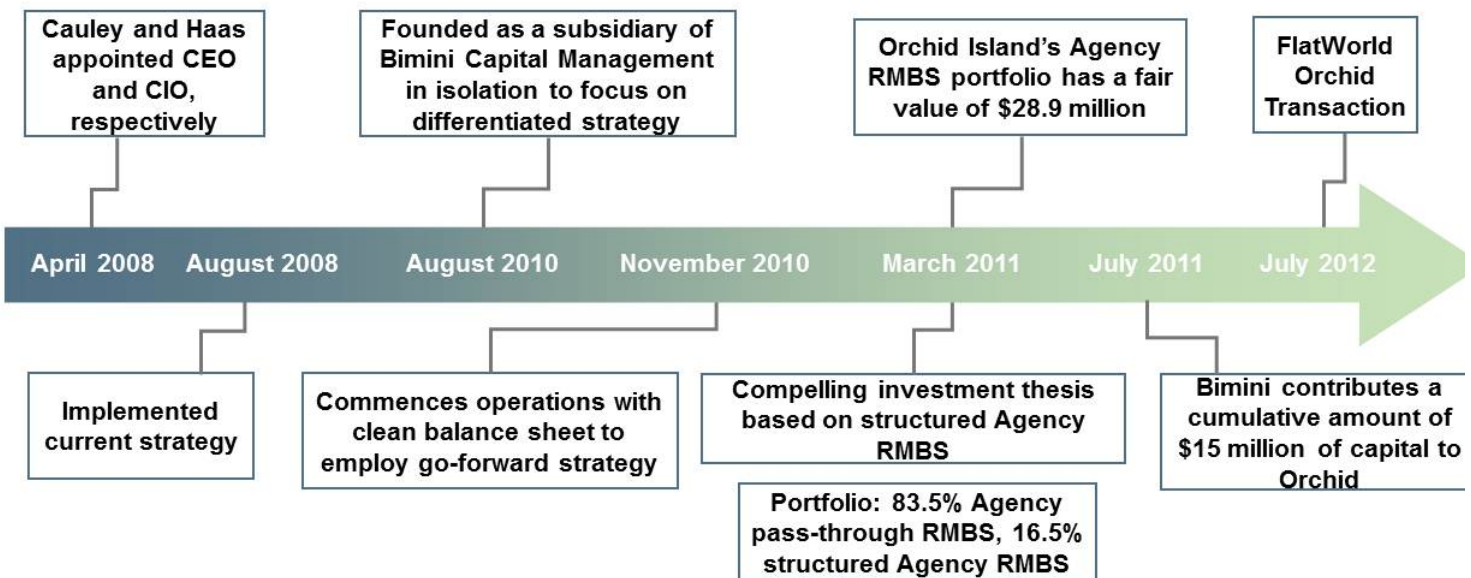 Cauley and Haas
appointed CEO
and CIO,
respectively
Founded as a subsidiary of
Bimini Capital Management
in isolation to focus on
differentiated strategy
Orchid Island's Agency
RMBS portfolio has a fair
value of $28.9 million
FlatWorld
Orchid
Transaction
April 2008
August 2008
August 2010
November 2010
March 2011
July 2011
July 2012
Implemented
current strategy
Commences operations with
clean balance sheet to
employ go-forward strategy
Compelling investment thesis
based on structured Agency
RMBS
Portfolio: 83.5% Agency
pass-through RMBS, 16.5%
structured Agency RMBS
Bimini contributes a
cumulative amount of
$15 million of capital to
Orchid